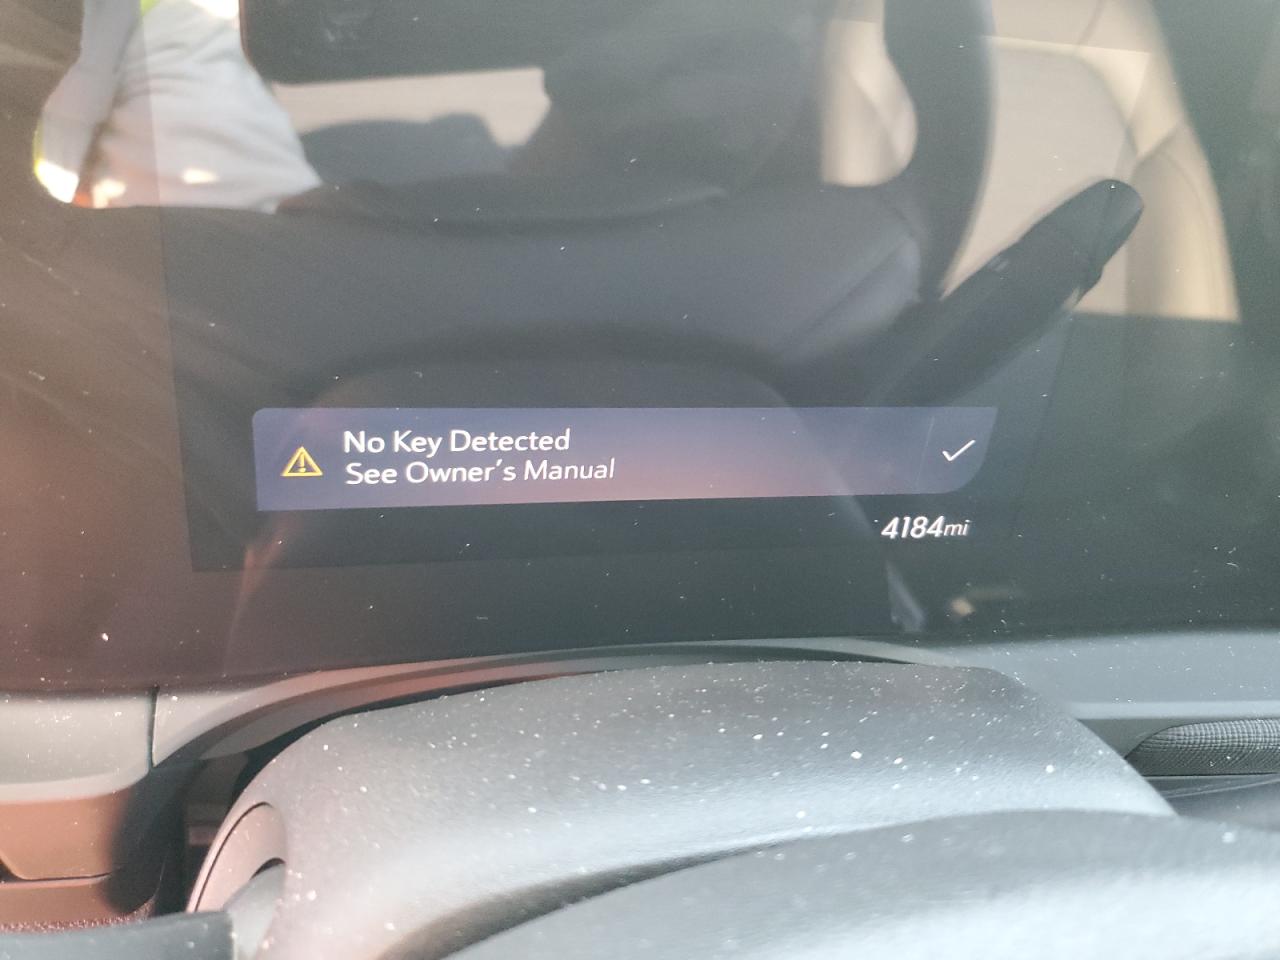 No Key Detected
See Owner's Manual
4184mi